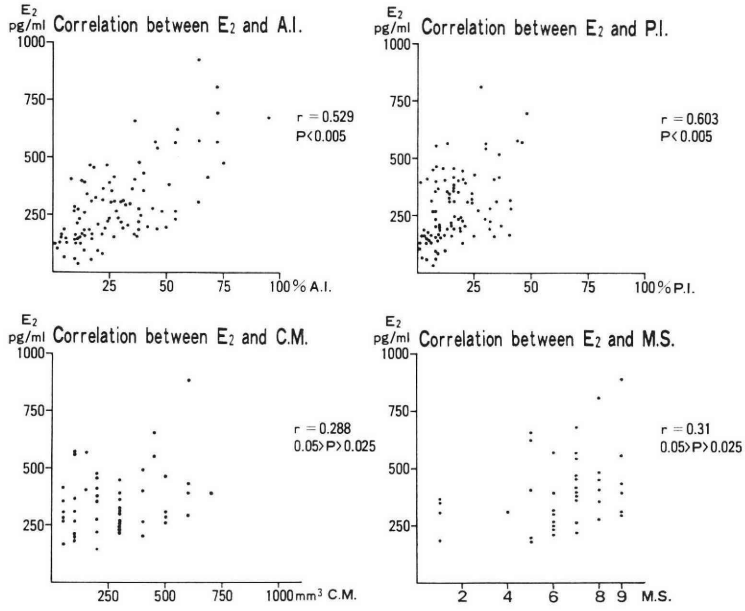 E2
pg/ml
Correlation between E2 and A.I.
1000
750
500
250
r = 0.529
P<0.005
25
50
75
100% A.I.
E2
pg/ml
Correlation between E2 and P.I.
1000
750
500
250
r = 0.603
P<0.005
25
50
75
100% P.I.
E2
pg/ml
Correlation between E2 and C.M.
1000
750
500
250
r = 0.288
0.05>P>0.025
250
500
750
1000mm³ C.M.
E2
pg/ml
Correlation between E2 and M.S.
1000
750
500
250
r = 0.31
0.05>P>0.025
2 4 6 8 9 M.S.